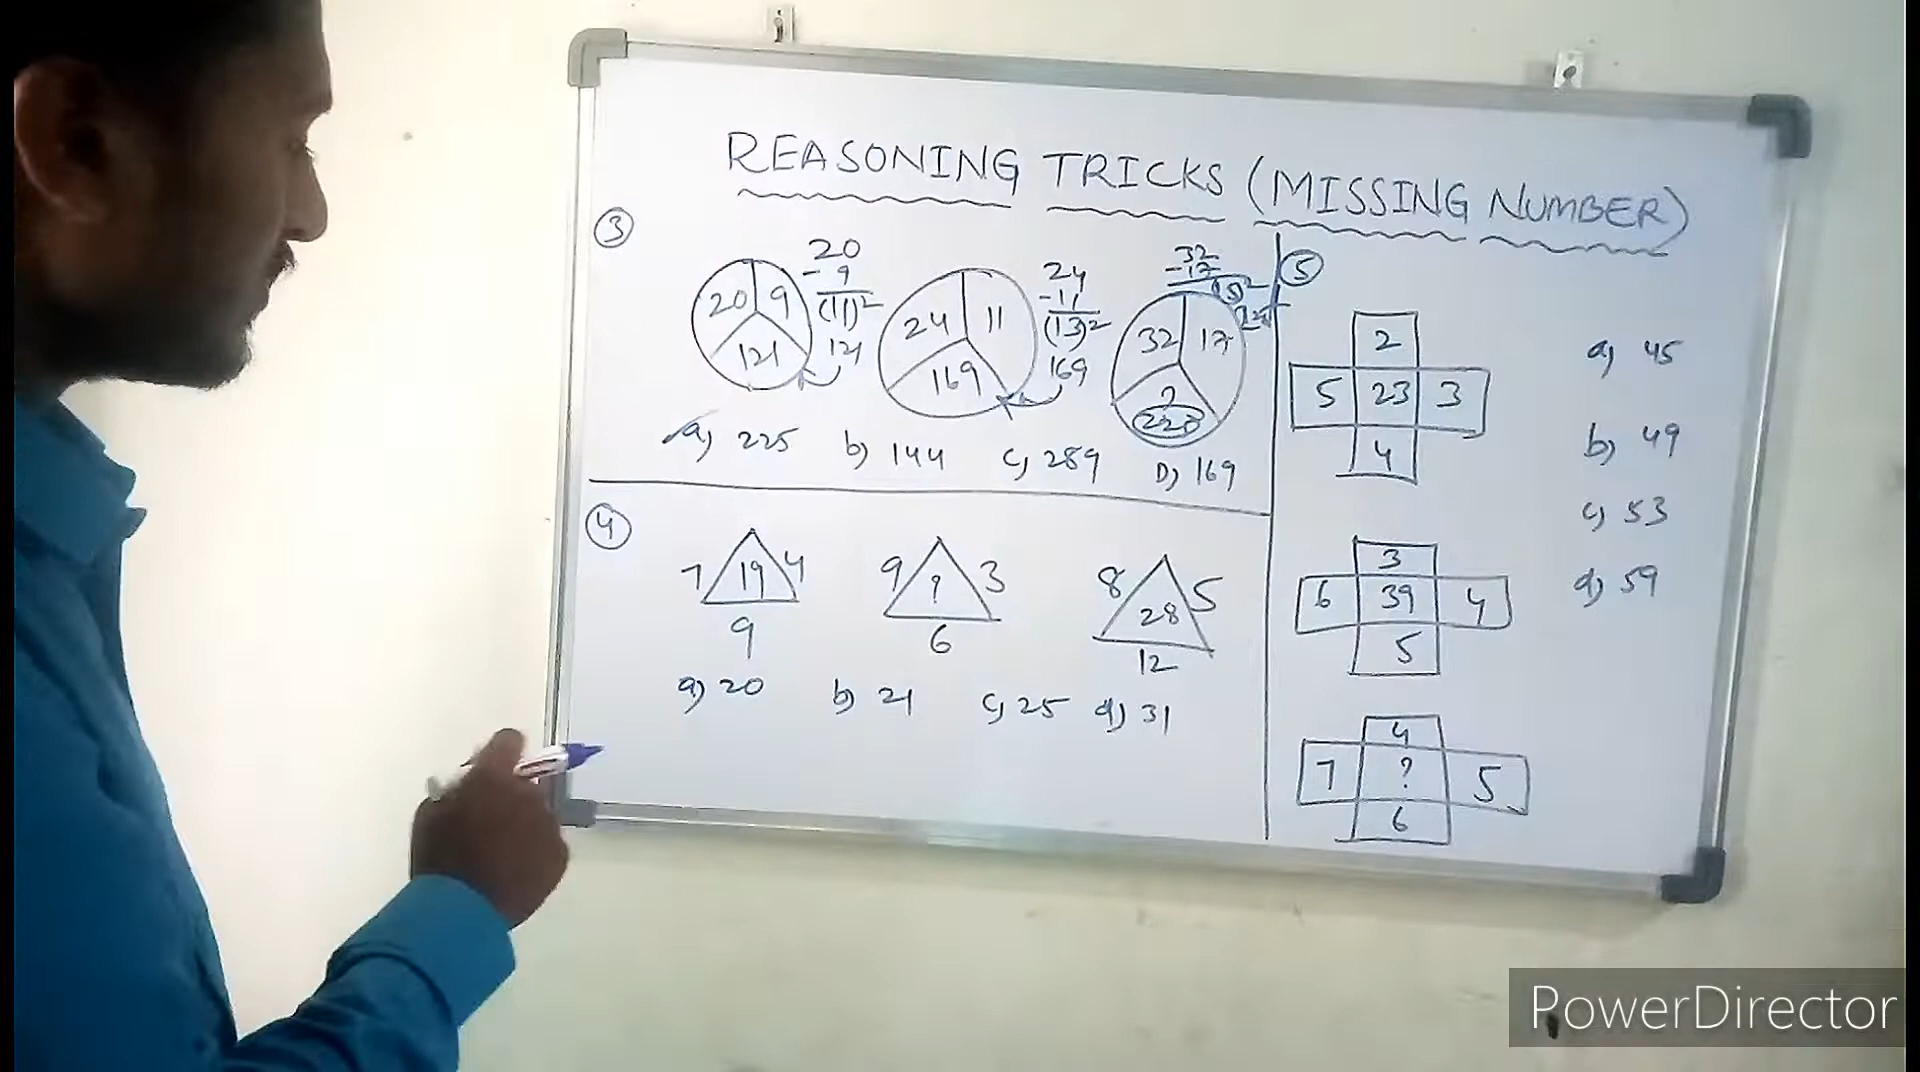 REASONING TRICKS (MISSING NUMBER)
③
20 9 121
20
- 9
(11)²
121
24 11 169
24
- 11
(13)²
169
32 17 ?
32
- 17
a) 225 b) 144 c) 289 D) 169
④
7 19 4
9
9 ? 3
6
8 28 5
12
a) 20 b) 21 c) 25 d) 31
⑤
2
5 23 3
4
3
6 39 4
5
4
7 ? 5
6
a) 45
b) 49
c) 53
d) 59
PowerDirector